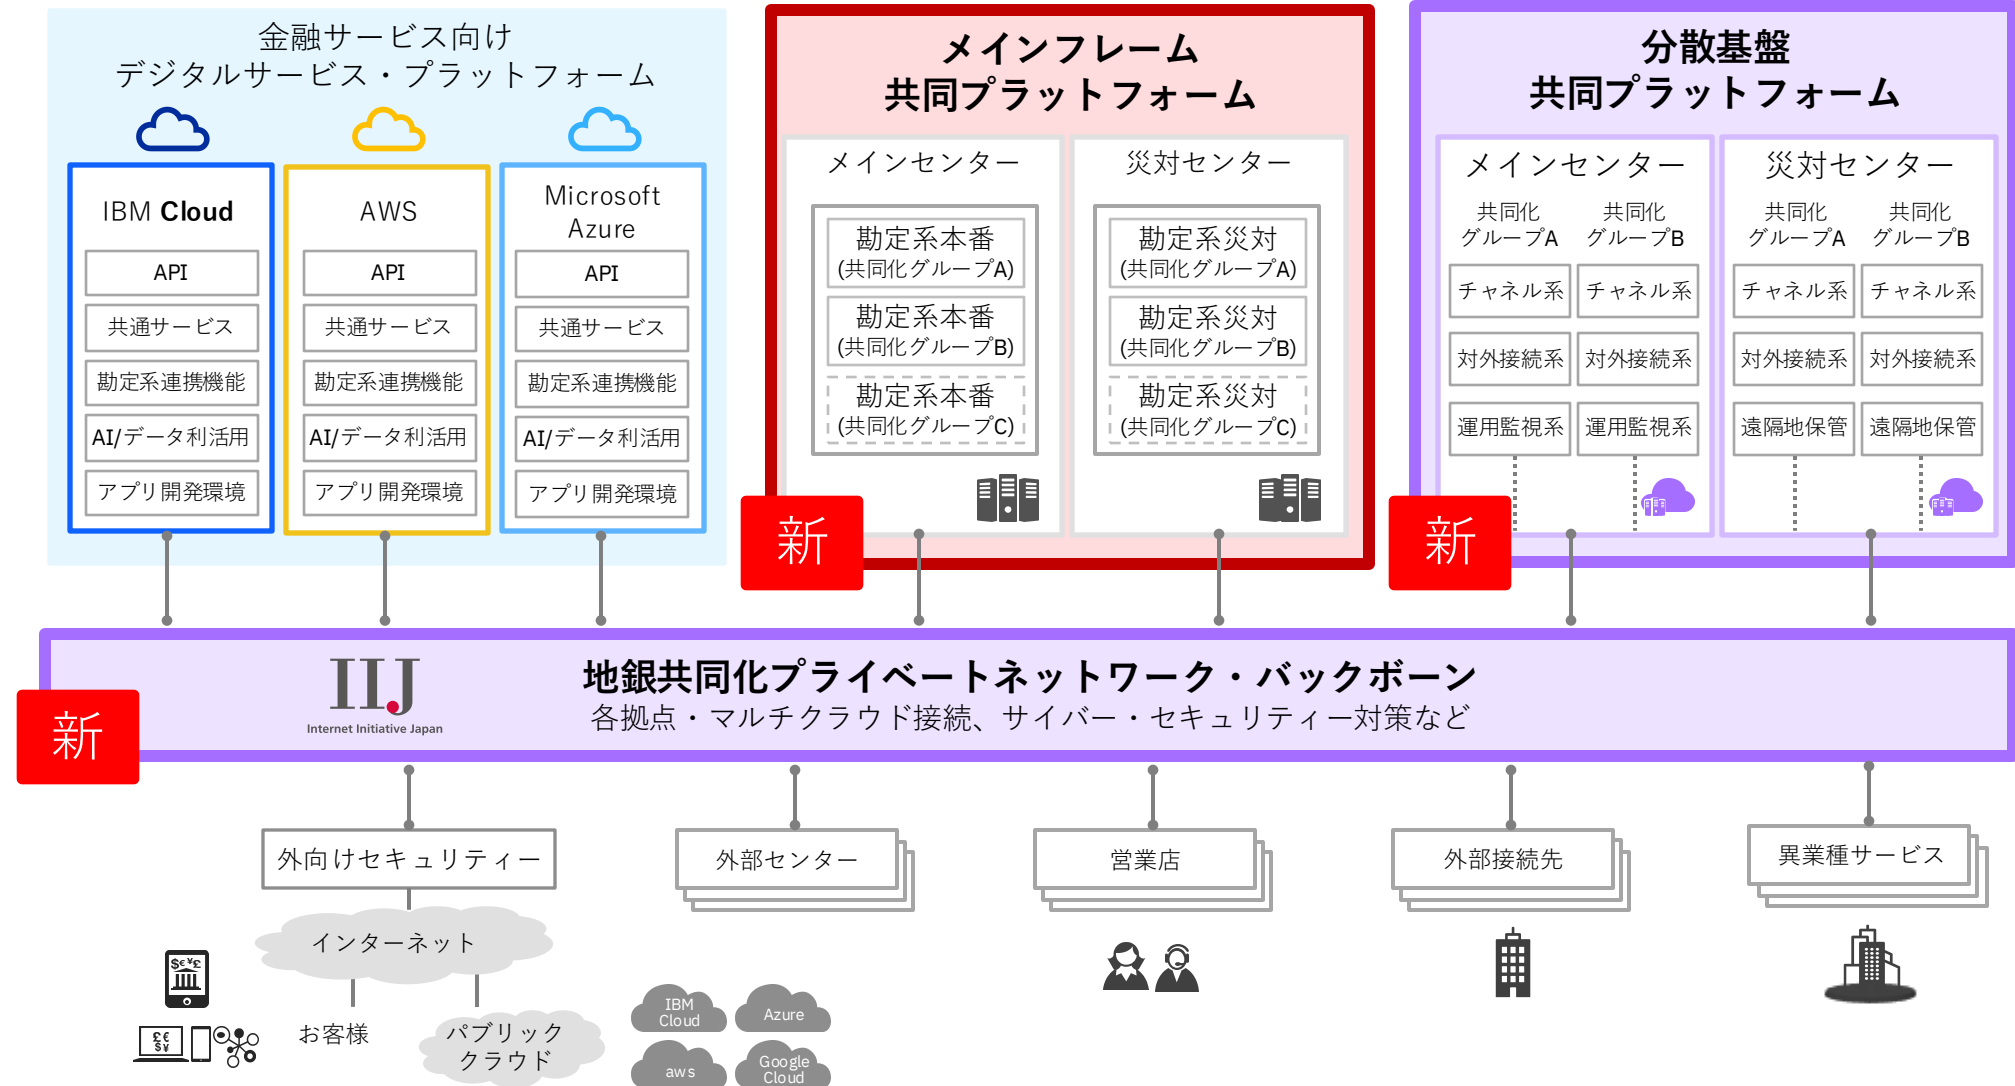 金融サービス向け
デジタルサービス・プラットフォーム
IBM Cloud
API
共通サービス
勘定系連携機能
AI/データ利活用
アプリ開発環境
AWS
API
共通サービス
勘定系連携機能
AI/データ利活用
アプリ開発環境
Microsoft
Azure
API
共通サービス
勘定系連携機能
AI/データ利活用
アプリ開発環境
メインフレーム
共同プラットフォーム
メインセンター
勘定系本番
(共同化グループA)
勘定系本番
(共同化グループB)
勘定系本番
(共同化グループC)
災対センター
勘定系災対
(共同化グループA)
勘定系災対
(共同化グループB)
勘定系災対
(共同化グループC)
新
分散基盤
共同プラットフォーム
メインセンター
共同化
グループA
チャネル系
対外接続系
運用監視系
共同化
グループB
チャネル系
対外接続系
運用監視系
災対センター
共同化
グループA
チャネル系
対外接続系
遠隔地保管
共同化
グループB
チャネル系
対外接続系
遠隔地保管
新
IIJ
Internet Initiative Japan
地銀共同化プライベートネットワーク・バックボーン
各拠点・マルチクラウド接続、サイバー・セキュリティー対策など
新
外向けセキュリティー
インターネット
$€¥£
£€
$¥
お客様
パブリック
クラウド
外部センター
IBM
Cloud
Azure
aws
Google
Cloud
営業店
外部接続先
異業種サービス